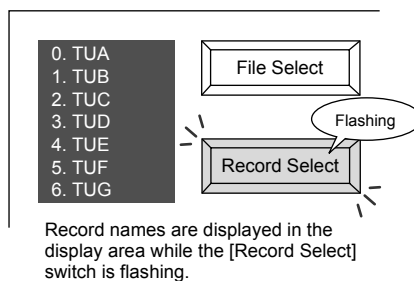 0. TUA
1. TUB
2. TUC
3. TUD
4. TUE
5. TUF
6. TUG
File Select
Flashing
Record Select
Record names are displayed in the
display area while the [Record Select]
switch is flashing.